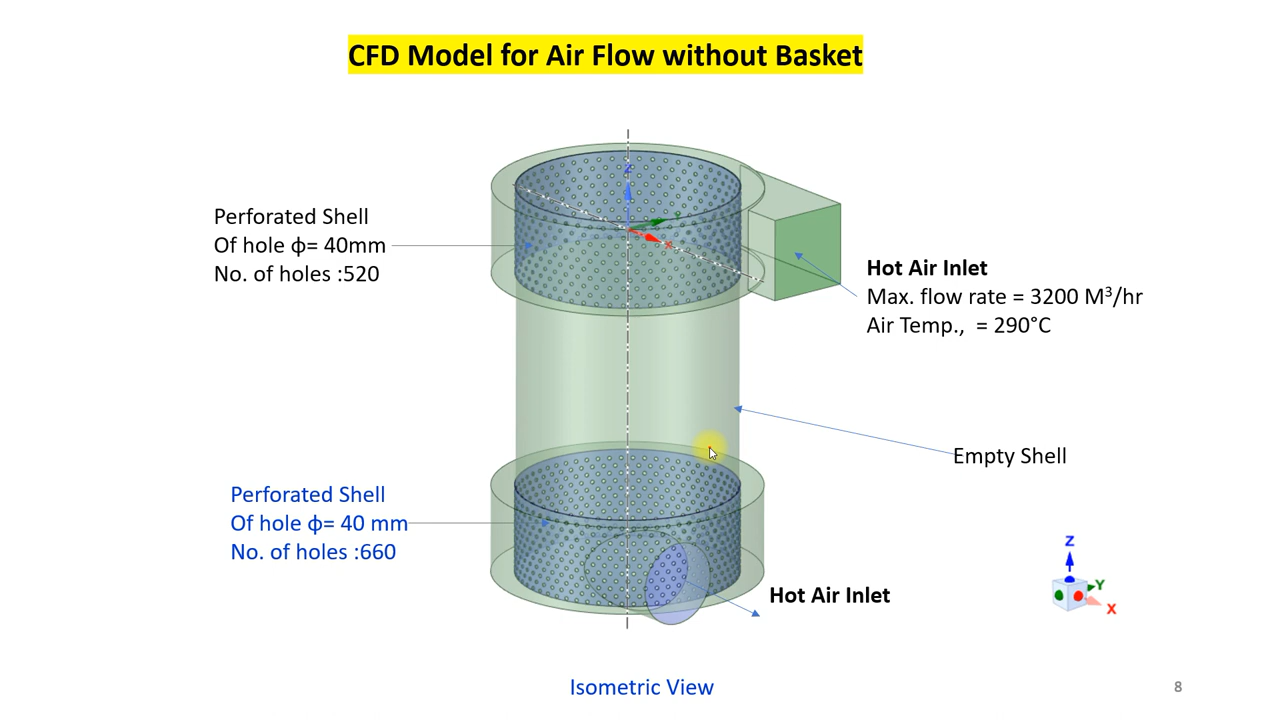 CFD Model for Air Flow without Basket
Perforated Shell
Of hole ϕ= 40mm
No. of holes :520
Z
Y
X
Hot Air Inlet
Max. flow rate = 3200 M³/hr
Air Temp., = 290°C
Empty Shell
Perforated Shell
Of hole ϕ= 40 mm
No. of holes :660
Hot Air Inlet
Z
Y
X
Isometric View
8